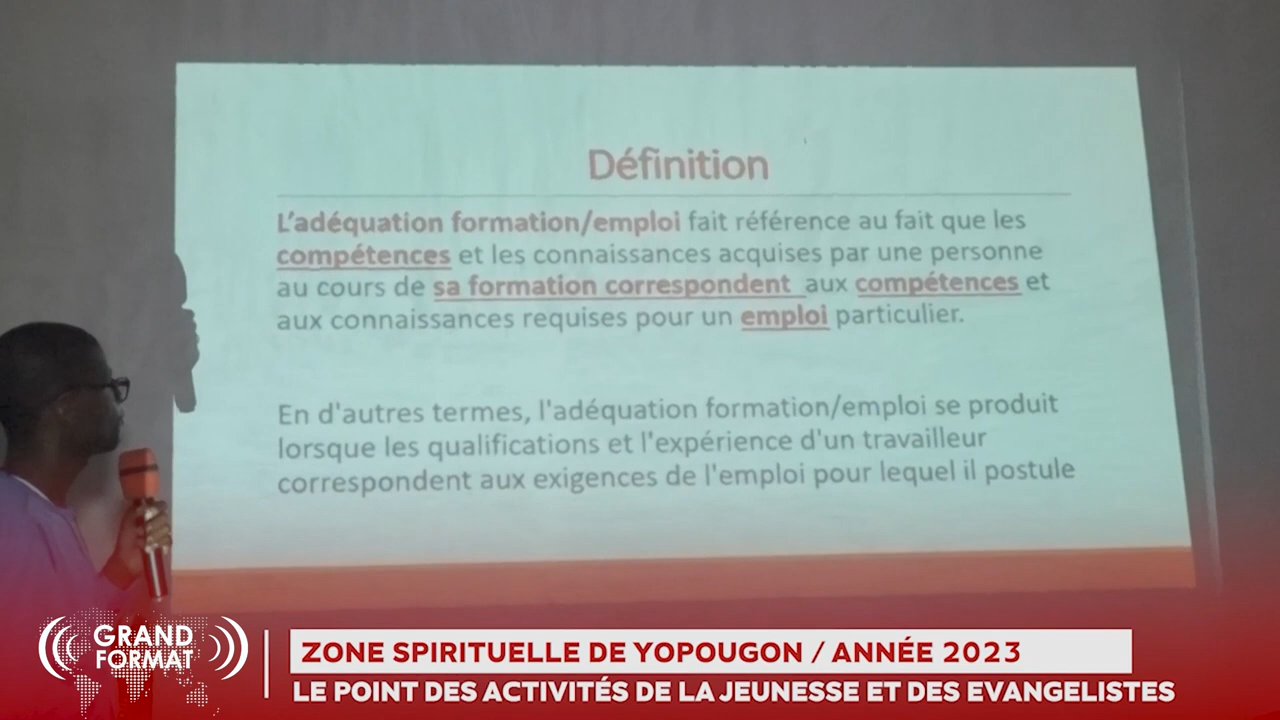 Définition
L'adéquation formation/emploi fait référence au fait que les
compétences et les connaissances acquises par une personne
au cours de sa formation correspondent aux compétences et
aux connaissances requises pour un emploi particulier.
En d'autres termes, l'adéquation formation/emploi se produit
lorsque les qualifications et l'expérience d'un travailleur
correspondent aux exigences de l'emploi pour lequel il postule
GRAND
FORMAT
ZONE SPIRITUELLE DE YOPOUGON / ANNÉE 2023
LE POINT DES ACTIVITÉS DE LA JEUNESSE ET DES EVANGELISTES